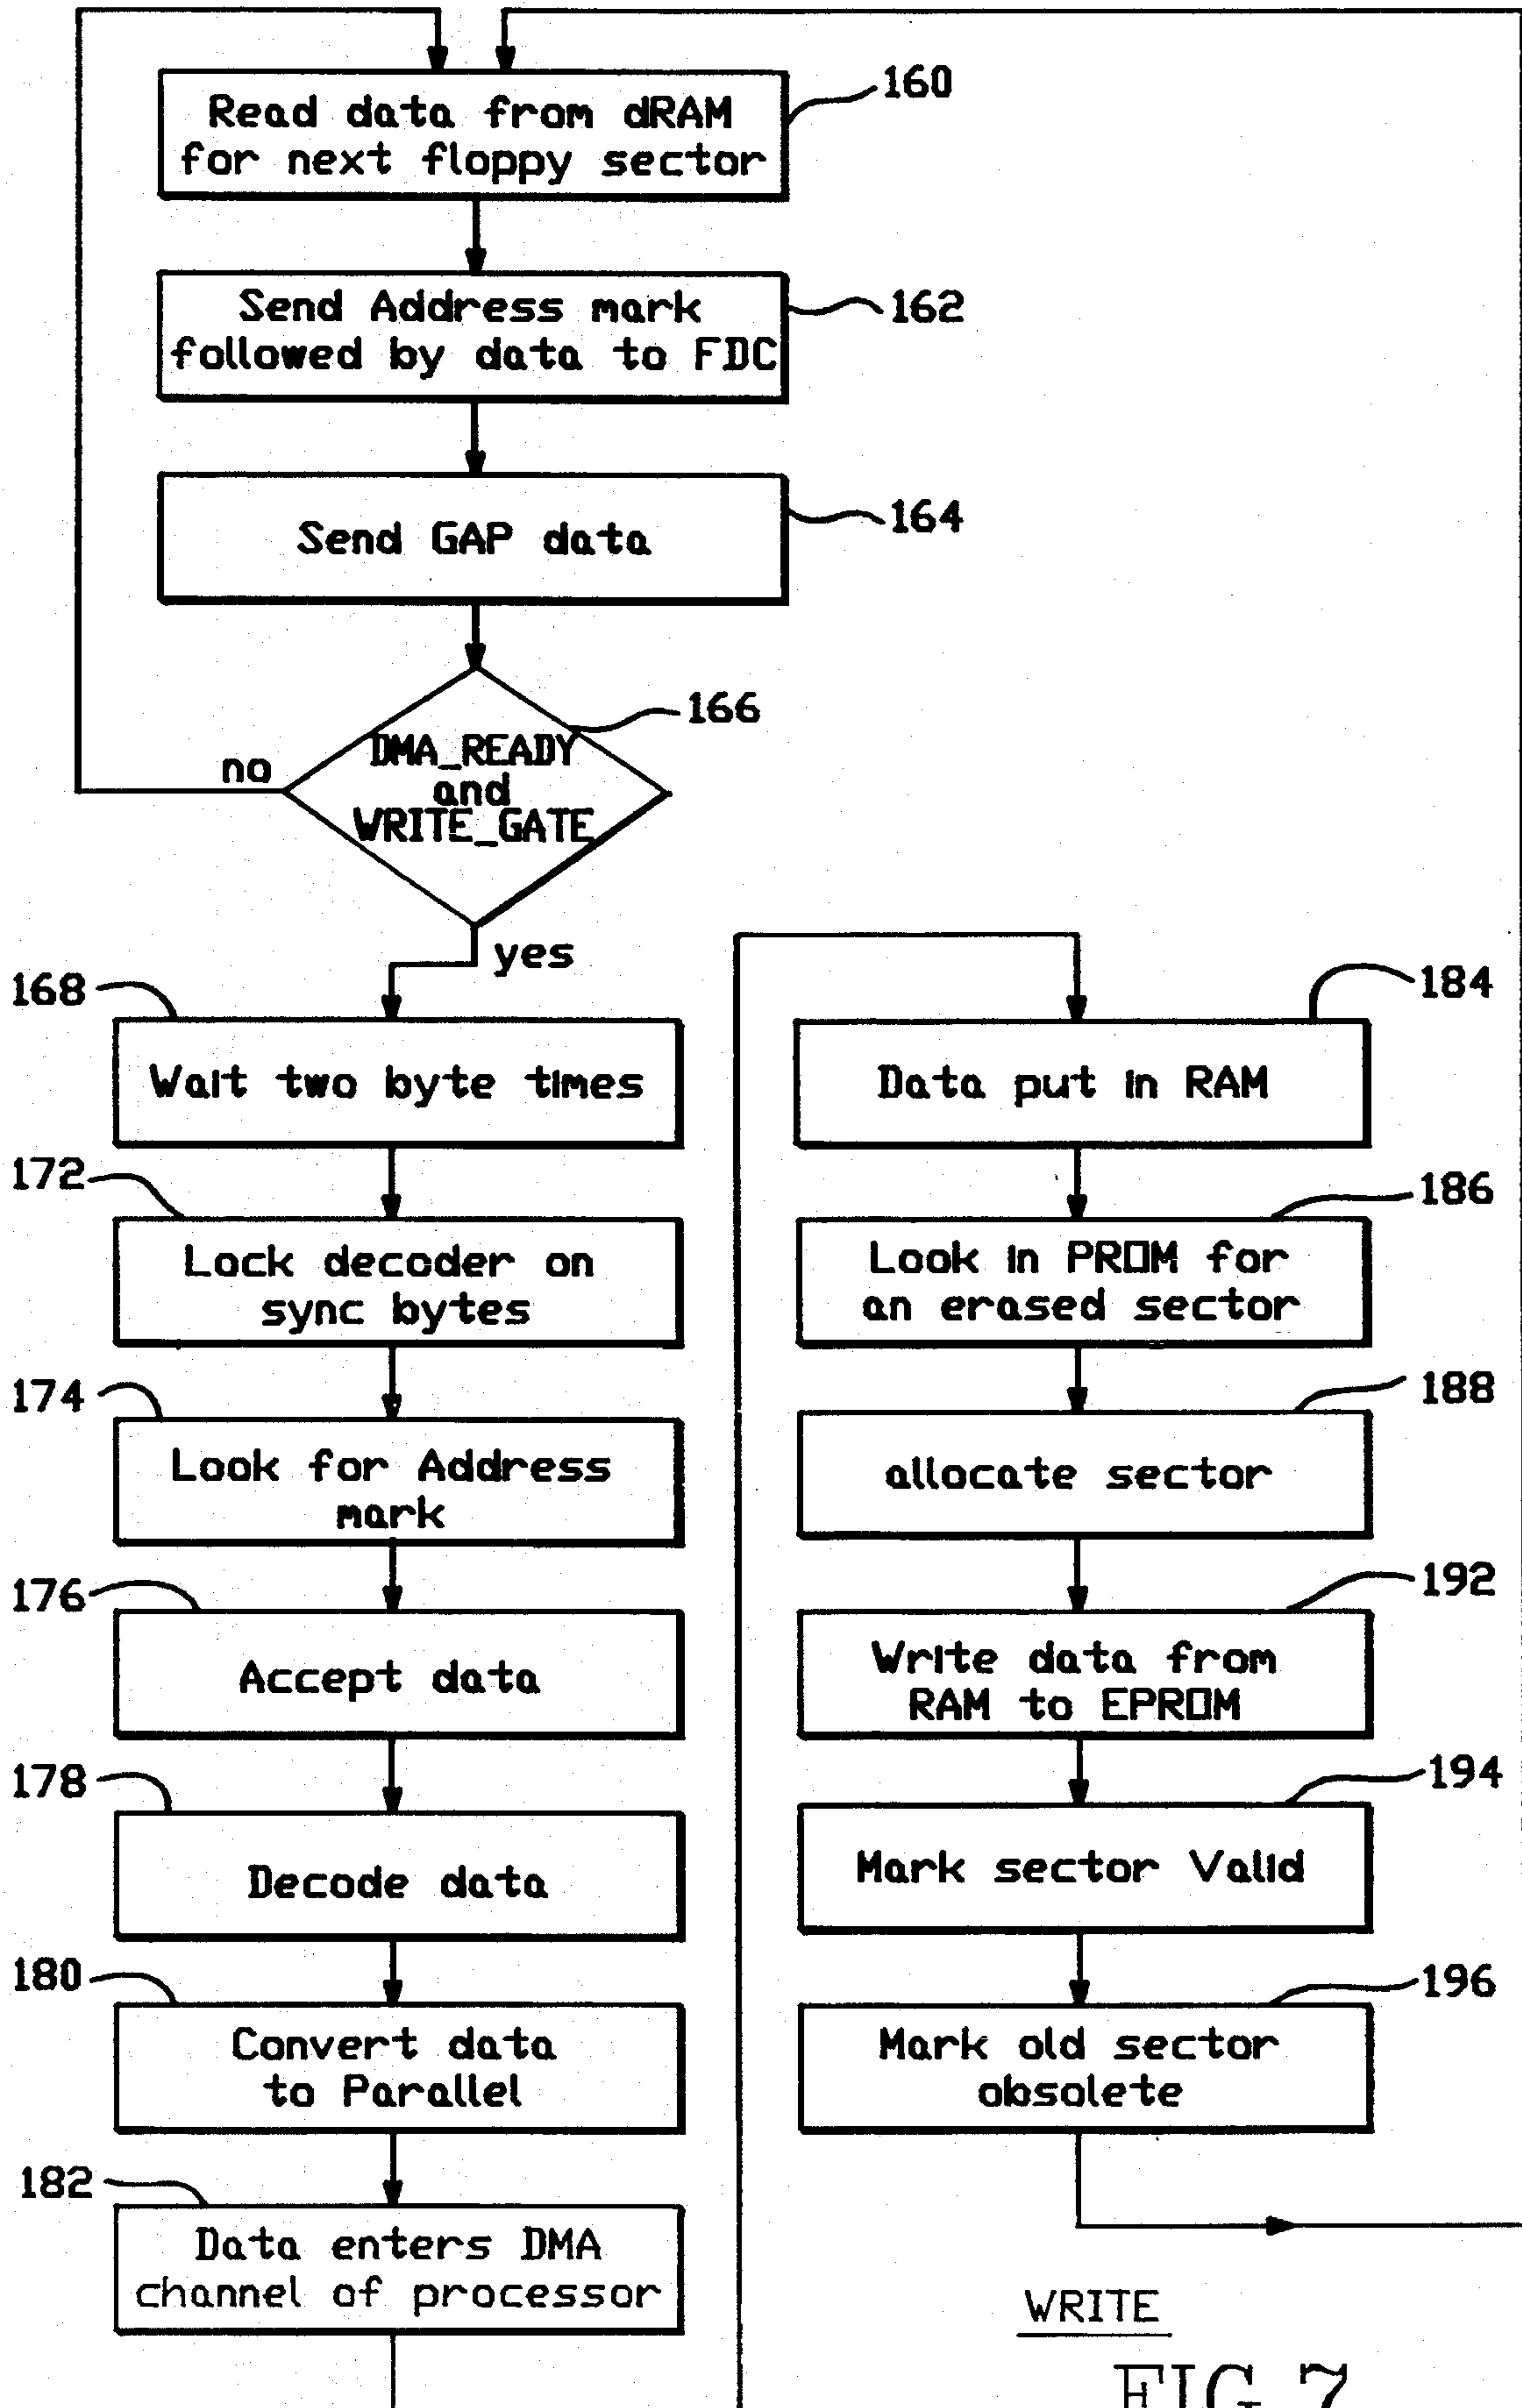 160
Read data from dRAM
for next floppy sector
162
Send Address mark
followed by data to FDC
164
Send GAP data
166
DMA_READY
and
WRITE_GATE
no
yes
168
Wait two byte times
172
Lock decoder on
sync bytes
174
Look for Address
mark
176
Accept data
178
Decode data
180
Convert data
to Parallel
182
Data enters DMA
channel of processor
184
Data put in RAM
186
Look in PROM for
an erased sector
188
allocate sector
192
Write data from
RAM to EPROM
194
Mark sector Valid
196
Mark old sector
obsolete
WRITE
FIG 7